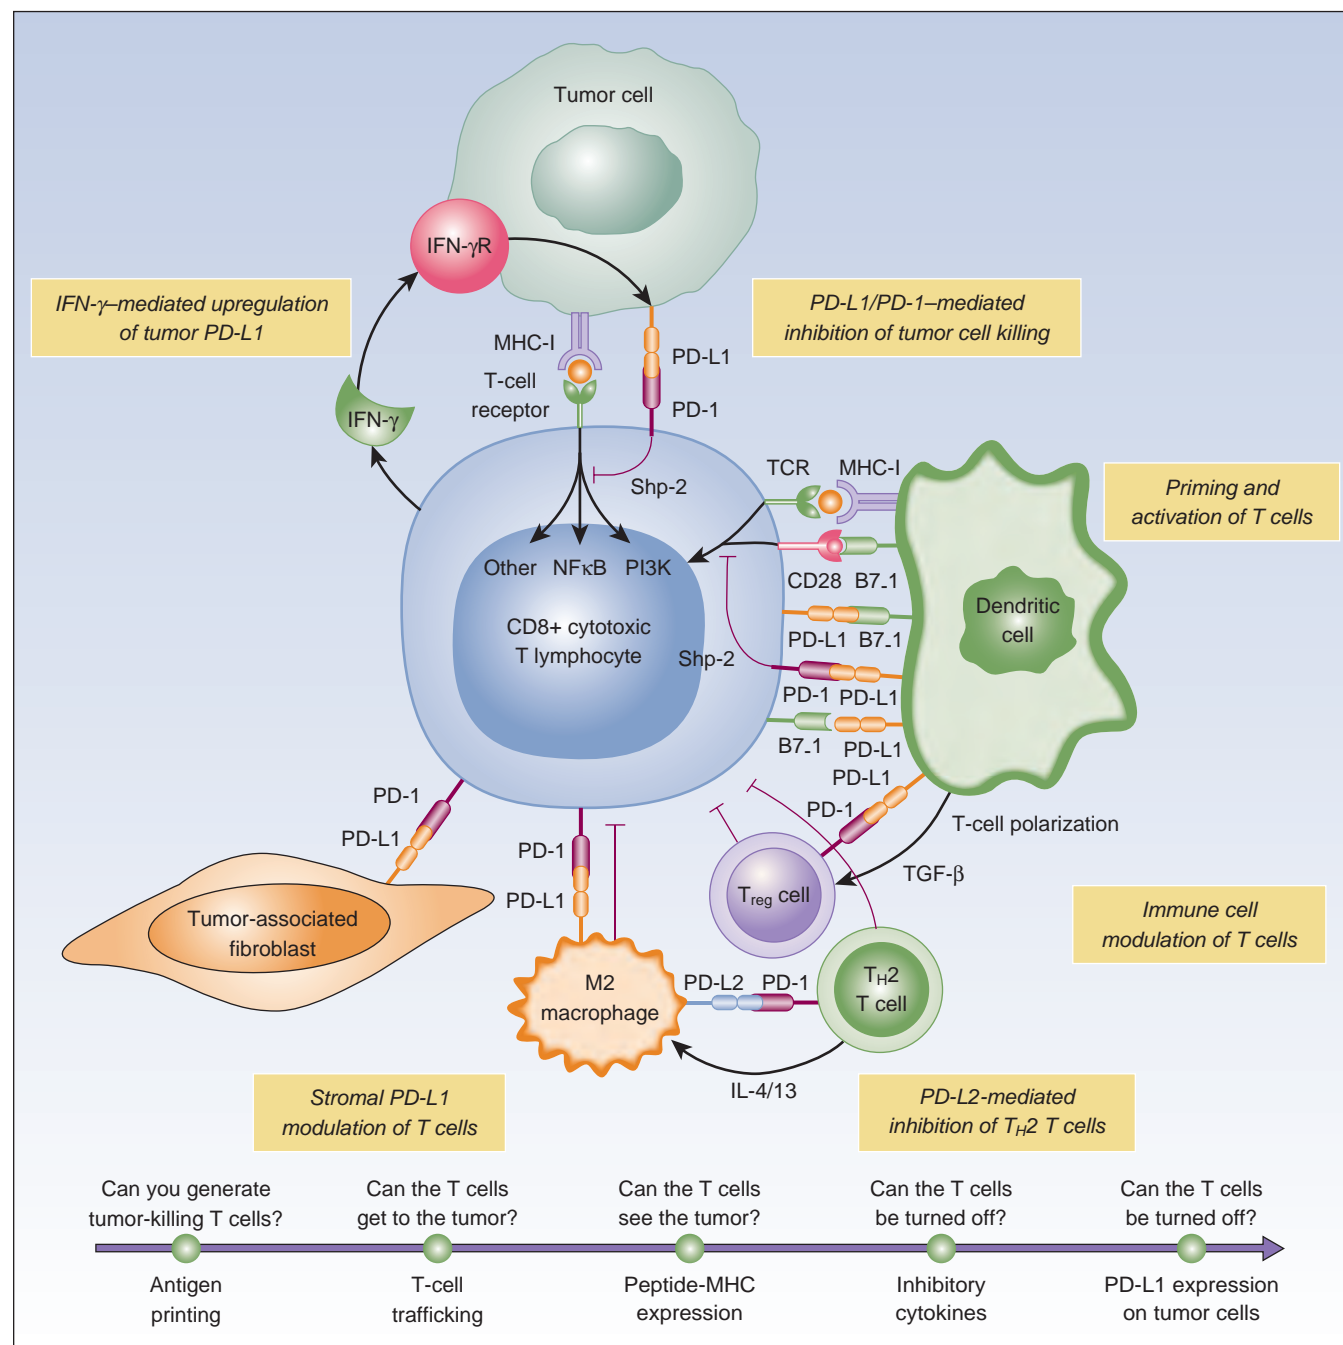 Tumor cell
IFN-γR
IFN-γ–mediated upregulation
of tumor PD-L1
PD-L1/PD-1–mediated
inhibition of tumor cell killing
MHC-I
PD-L1
T-cell
receptor
PD-1
IFN-γ
Shp-2
TCR
MHC-I
Priming and
activation of T cells
Other
NFκB
PI3K
CD28
B7.1
CD8+ cytotoxic
T lymphocyte
Dendritic
cell
PD-L1
B7.1
Shp-2
PD-1
PD-L1
B7.1
PD-L1
PD-L1
PD-1
T-cell polarization
TGF-β
PD-1
PD-L1
PD-1
PD-L1
Treg cell
Tumor-associated
fibroblast
Immune cell
modulation of T cells
M2
macrophage
PD-L2
PD-1
TH2
T cell
IL-4/13
Stromal PD-L1
modulation of T cells
PD-L2-mediated
inhibition of TH2 T cells
Can you generate
tumor-killing T cells?
Can the T cells
get to the tumor?
Can the T cells
see the tumor?
Can the T cells
be turned off?
Can the T cells
be turned off?
Antigen
printing
T-cell
trafficking
Peptide-MHC
expression
Inhibitory
cytokines
PD-L1 expression
on tumor cells